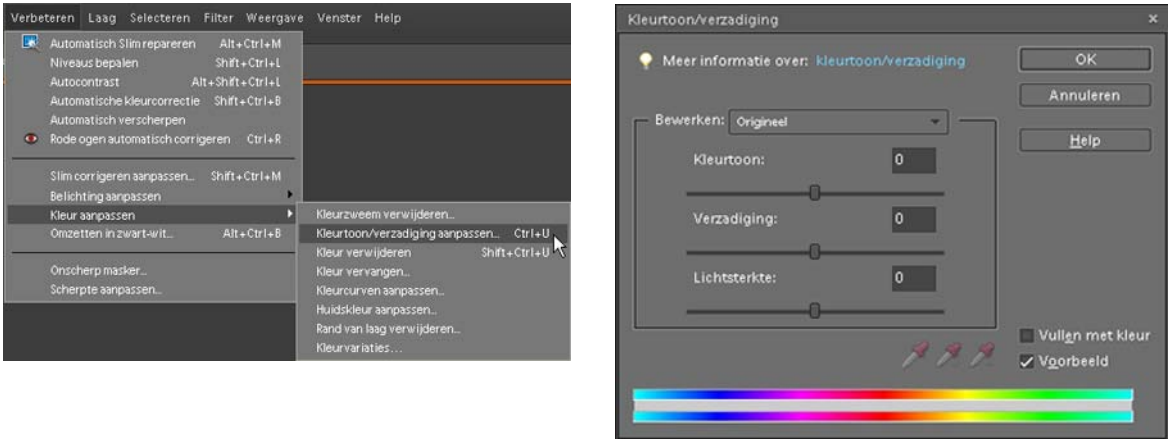 Verbeteren Laag Selecteren Filter Weergave Venster Help
Automatisch Slim repareren Alt+Ctrl+M
Niveaus bepalen Shift+Ctrl+L
Autocontrast Alt+Shift+Ctrl+L
Automatische kleurcorrectie Shift+Ctrl+B
Automatisch verscherpen
Rode ogen automatisch corrigeren Ctrl+R
Slim corrigeren aanpassen... Shift+Ctrl+M
Belichting aanpassen
Kleur aanpassen
Omzetten in zwart-wit... Alt+Ctrl+B
Onscherp masker...
Scherpte aanpassen...
Kleurzweem verwijderen...
Kleurtoon/verzadiging aanpassen... Ctrl+U
Kleur verwijderen Shift+Ctrl+U
Kleur vervangen...
Kleurcurven aanpassen...
Huidskleur aanpassen...
Rand van laag verwijderen...
Kleurvariaties...
Kleurtoon/verzadiging
Meer informatie over: kleurtoon/verzadiging
OK
Annuleren
Help
Bewerken: Origineel
Kleurtoon: 0
Verzadiging: 0
Lichtsterkte: 0
Vullen met kleur
Voorbeeld